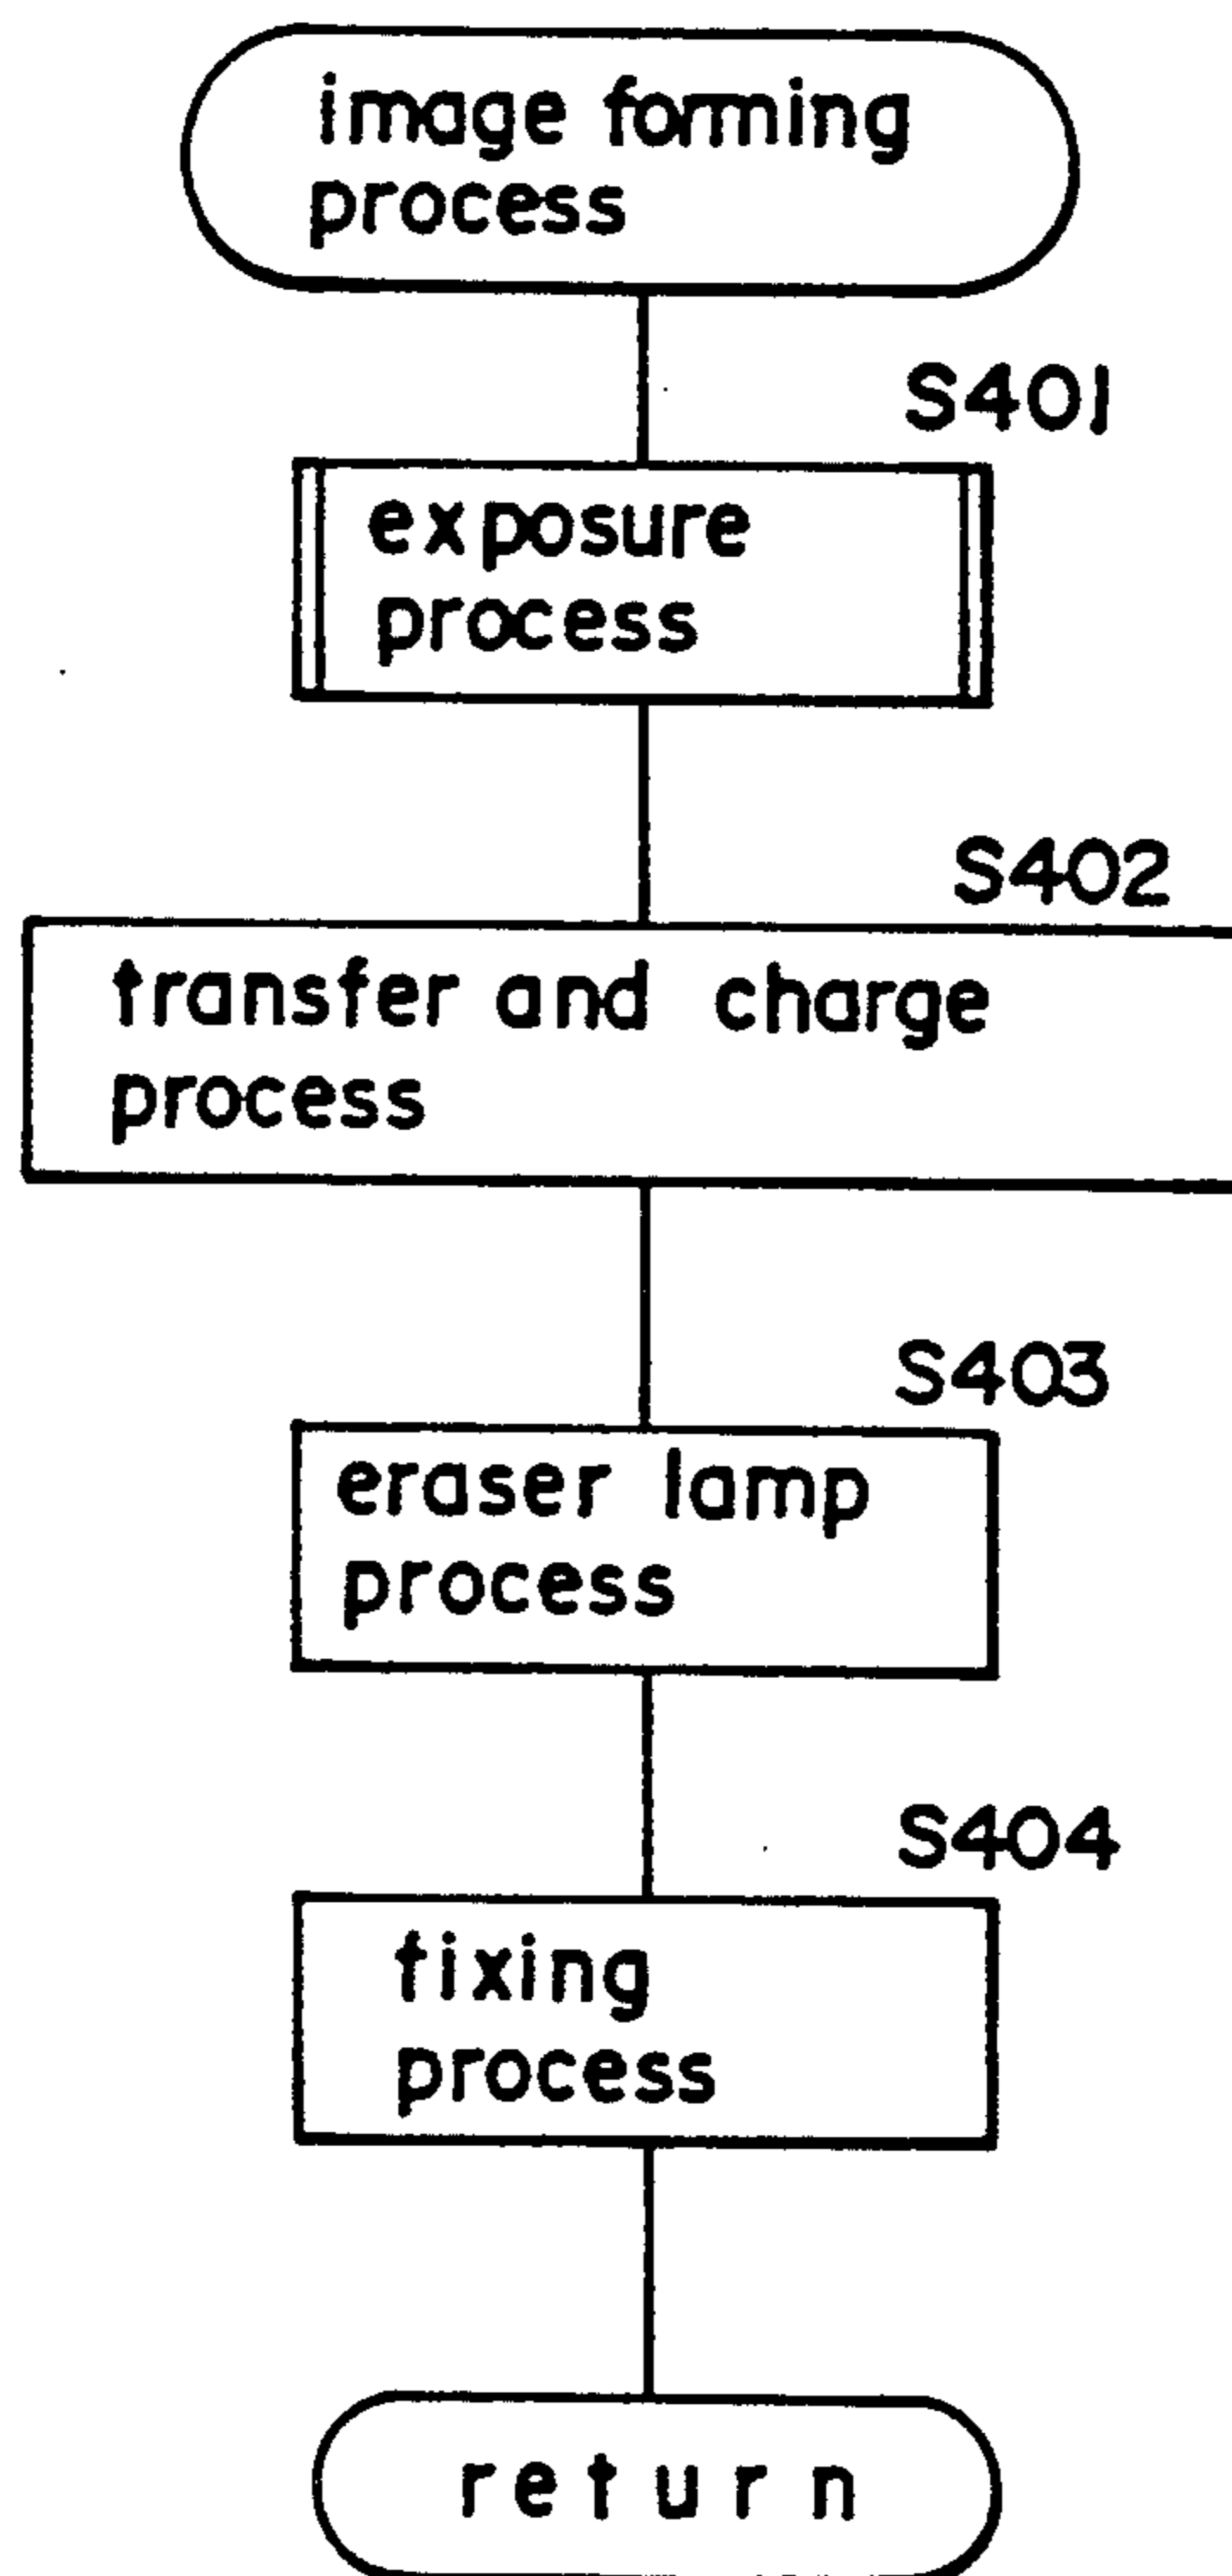 image forming
process
S401
exposure
process
S402
transfer and charge
process
S403
eraser lamp
process
S404
fixing
process
return